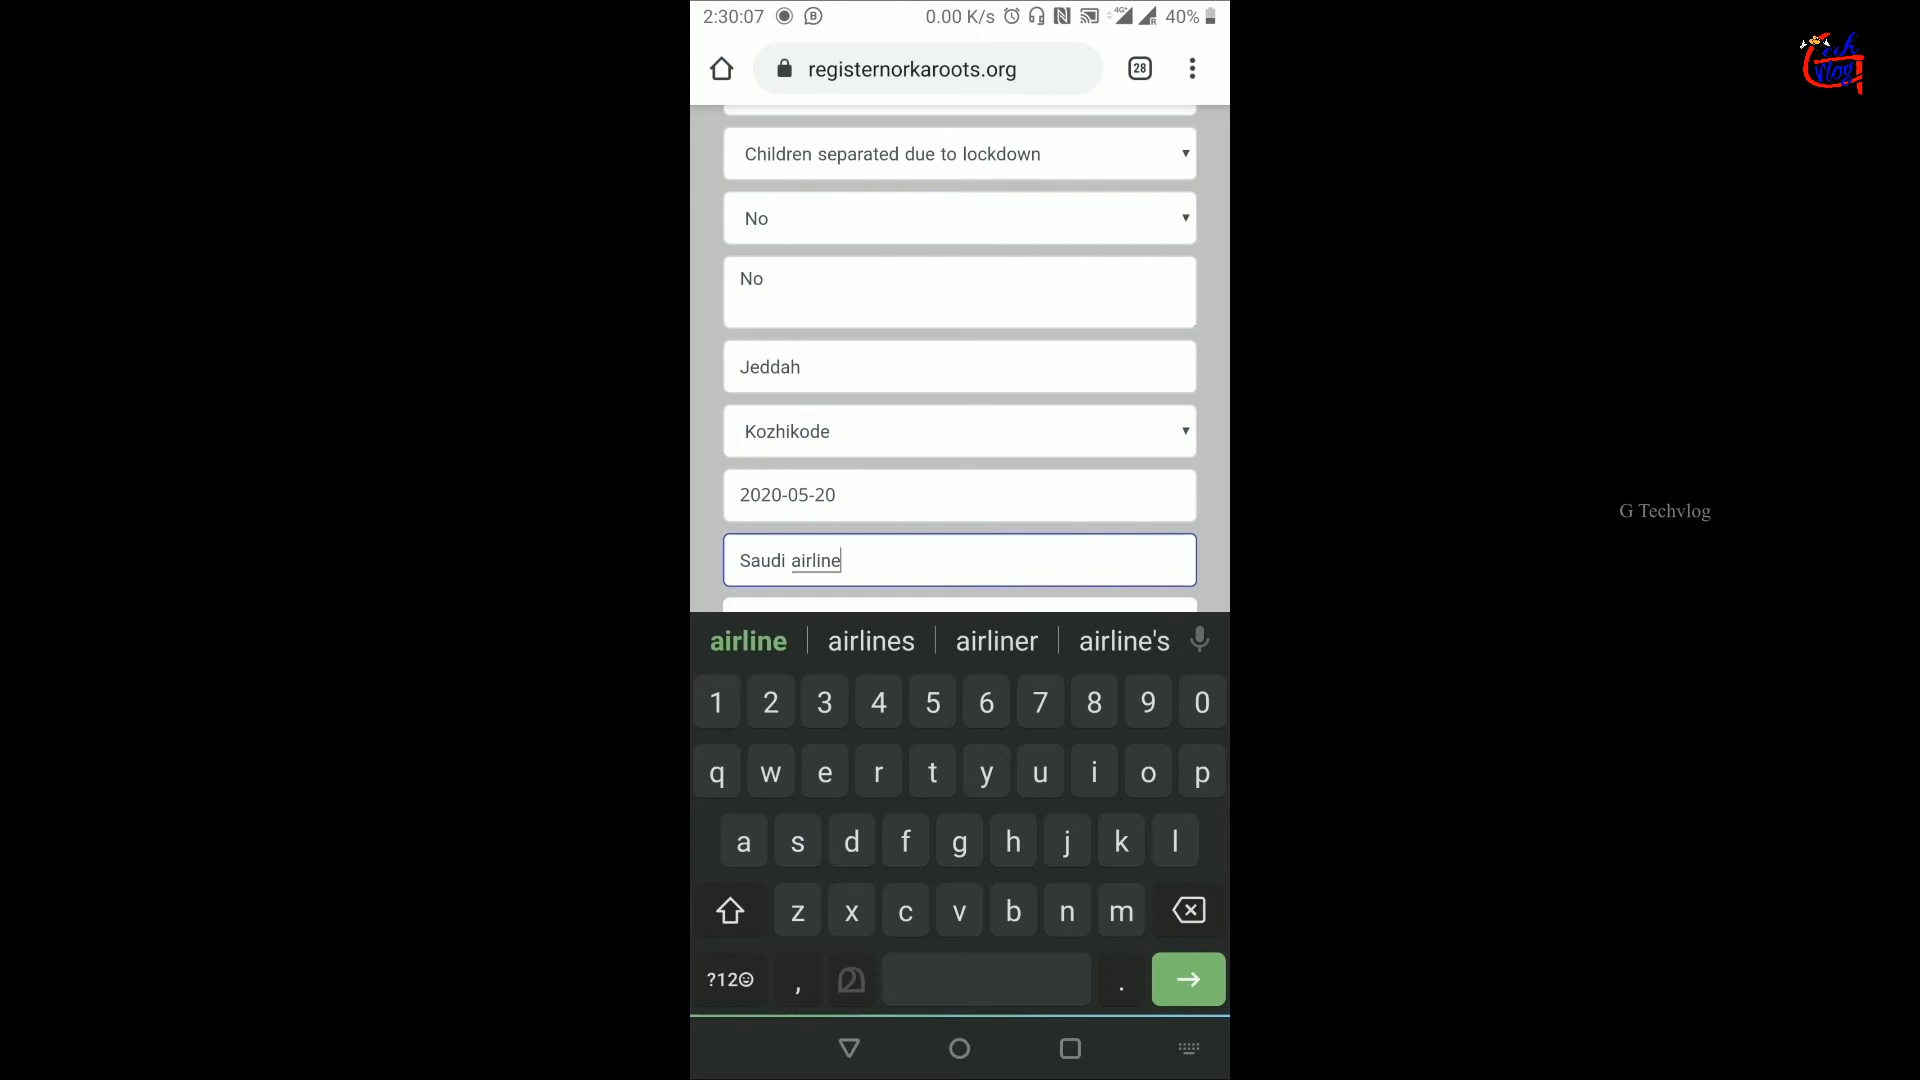 2:30:07 B 0.00 K/s 4G+ R 40%
registernorkaroots.org 28
Children separated due to lockdown
No
No
Jeddah
Kozhikode
2020-05-20
Saudi airline
airline airlines airliner airline's
1 2 3 4 5 6 7 8 9 0
q w e r t y u i o p
a s d f g h j k l
z x c v b n m
?12☺ , .
G Techvlog